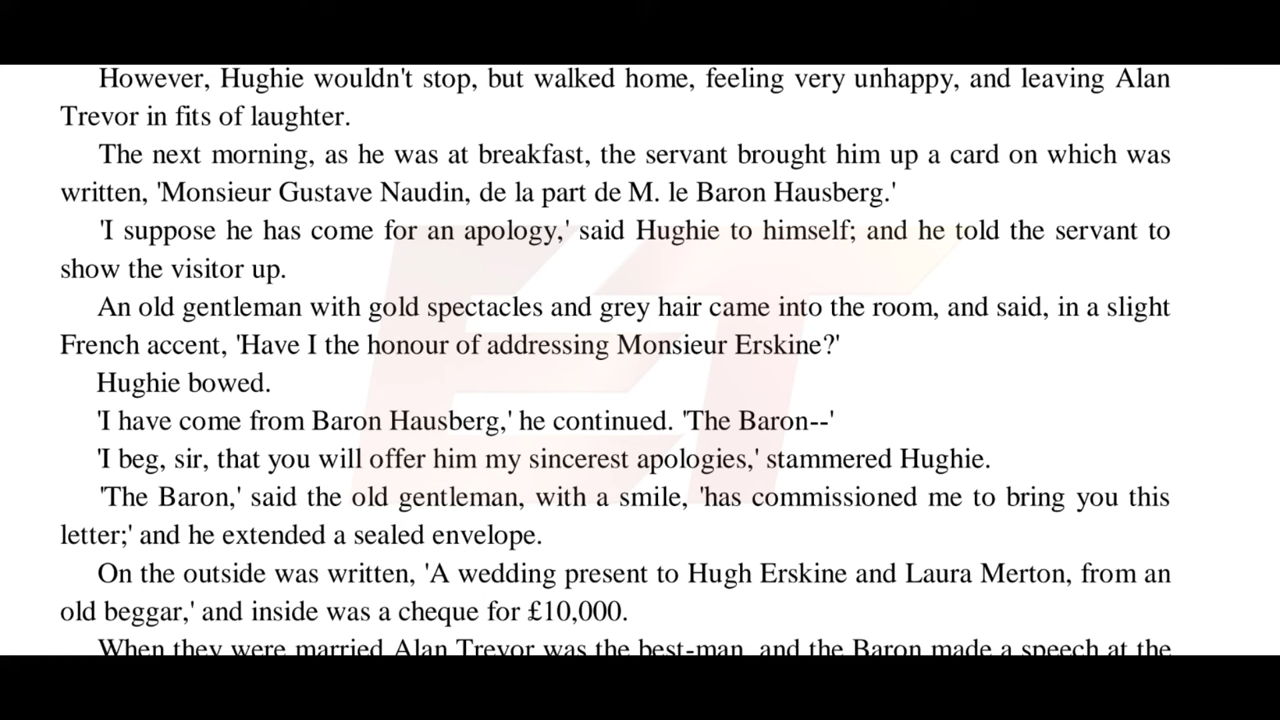 However, Hughie wouldn't stop, but walked home, feeling very unhappy, and leaving Alan
Trevor in fits of laughter.
The next morning, as he was at breakfast, the servant brought him up a card on which was
written, 'Monsieur Gustave Naudin, de la part de M. le Baron Hausberg.'
'I suppose he has come for an apology,' said Hughie to himself; and he told the servant to
show the visitor up.
An old gentleman with gold spectacles and grey hair came into the room, and said, in a slight
French accent, 'Have I the honour of addressing Monsieur Erskine?'
Hughie bowed.
'I have come from Baron Hausberg,' he continued. 'The Baron--'
'I beg, sir, that you will offer him my sincerest apologies,' stammered Hughie.
'The Baron,' said the old gentleman, with a smile, 'has commissioned me to bring you this
letter;' and he extended a sealed envelope.
On the outside was written, 'A wedding present to Hugh Erskine and Laura Merton, from an
old beggar,' and inside was a cheque for £10,000.
When they were married Alan Trevor was the best-man, and the Baron made a speech at the